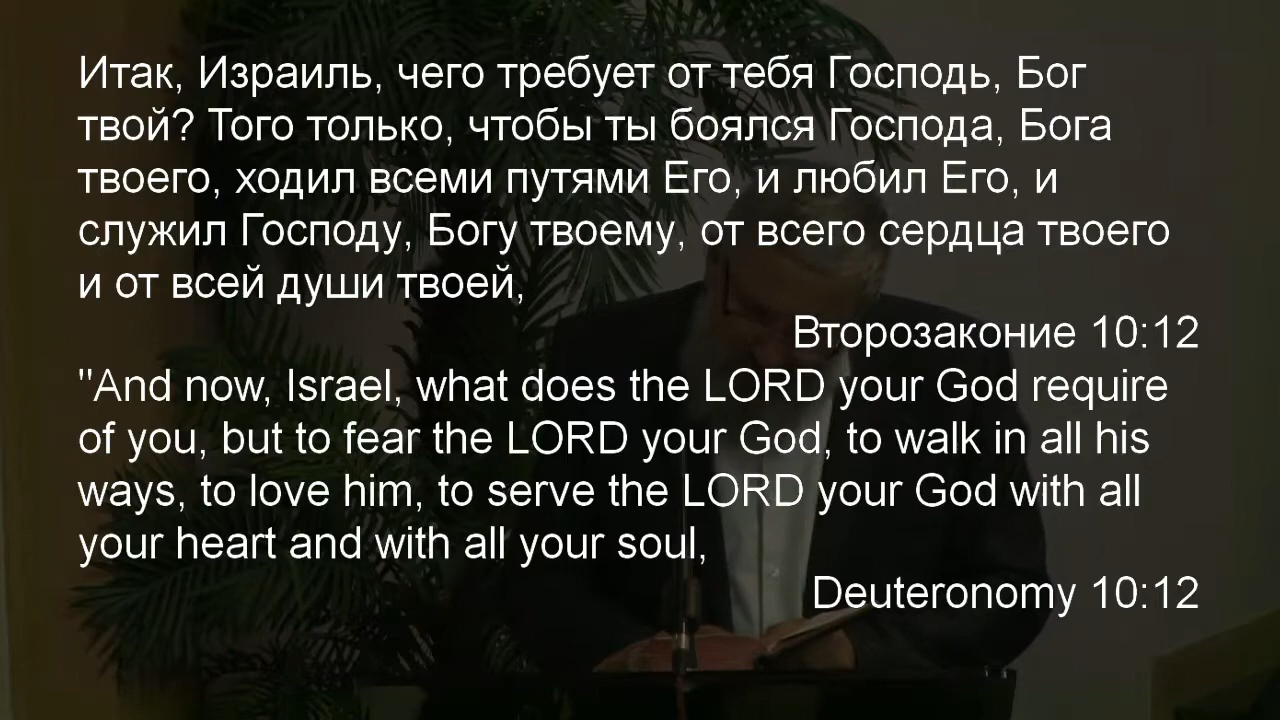 Итак, Израиль, чего требует от тебя Господь, Бог
твой? Того только, чтобы ты боялся Господа, Бога
твоего, ходил всеми путями Его, и любил Его, и
служил Господу, Богу твоему, от всего сердца твоего
и от всей души твоей,
Второзаконие 10:12
"And now, Israel, what does the LORD your God require
of you, but to fear the LORD your God, to walk in all his
ways, to love him, to serve the LORD your God with all
your heart and with all your soul,
Deuteronomy 10:12